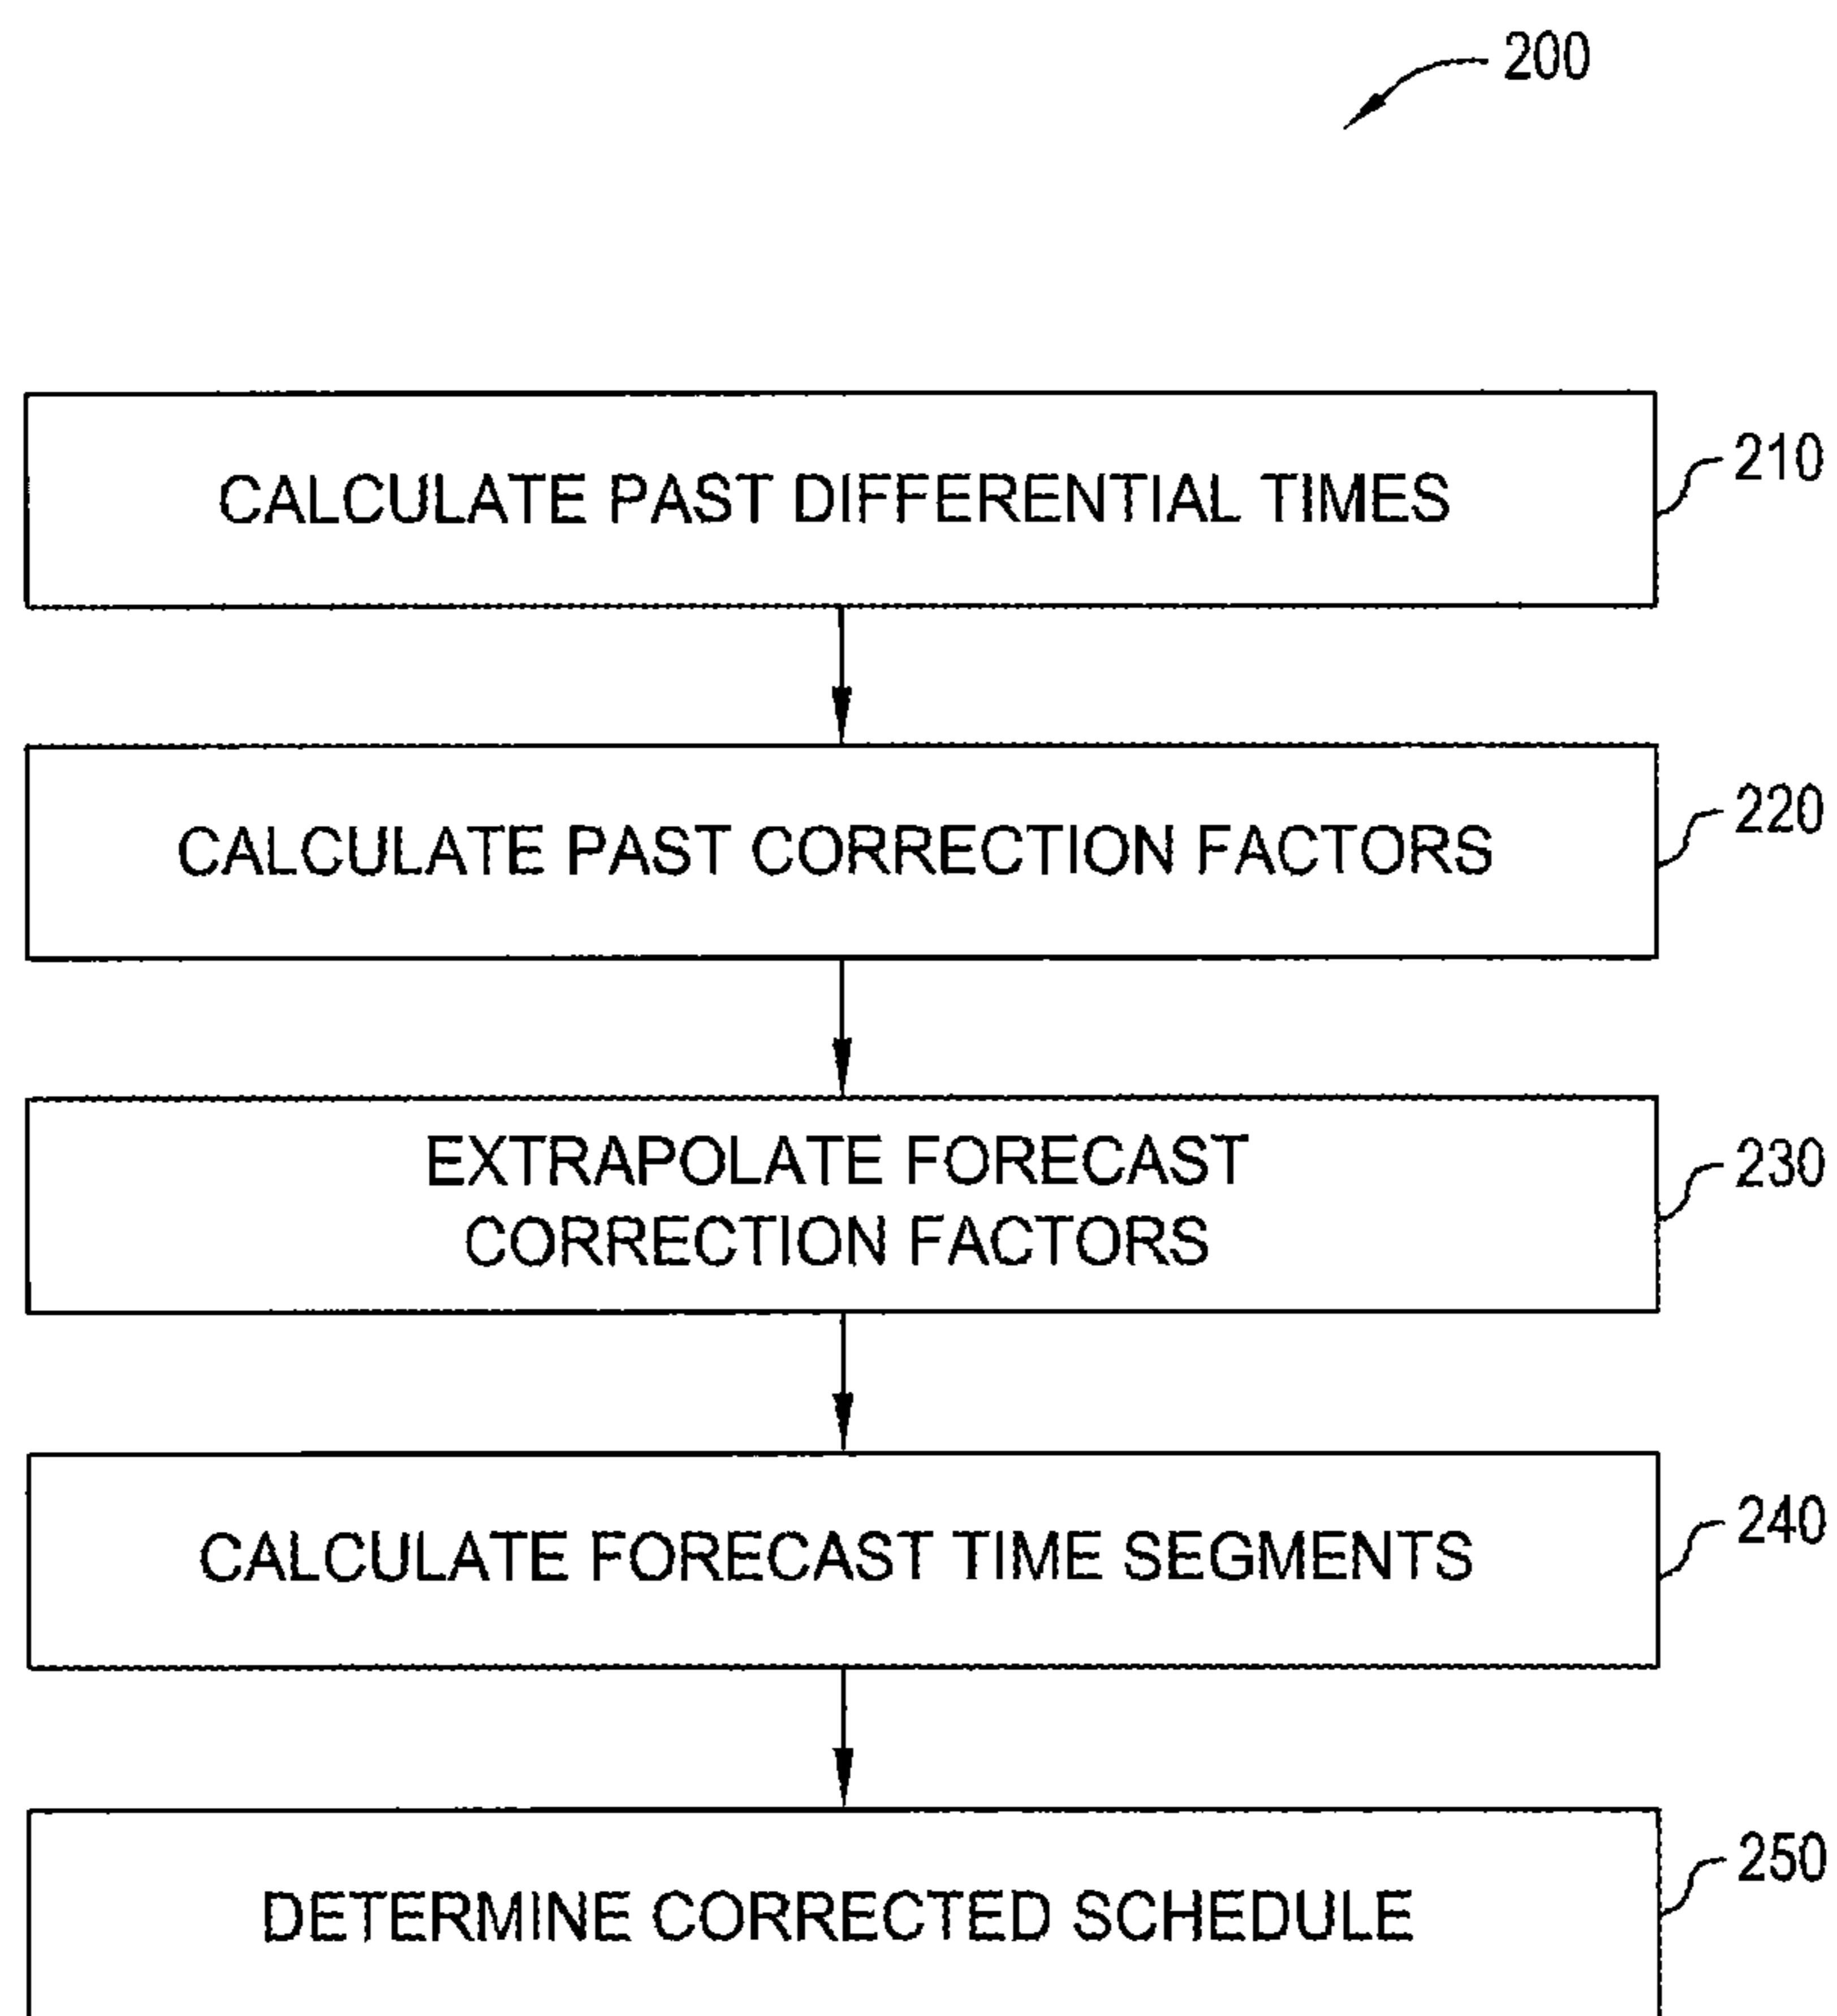 200
CALCULATE PAST DIFFERENTIAL TIMES
210
CALCULATE PAST CORRECTION FACTORS
220
EXTRAPOLATE FORECAST
CORRECTION FACTORS
230
CALCULATE FORECAST TIME SEGMENTS
240
DETERMINE CORRECTED SCHEDULE
250